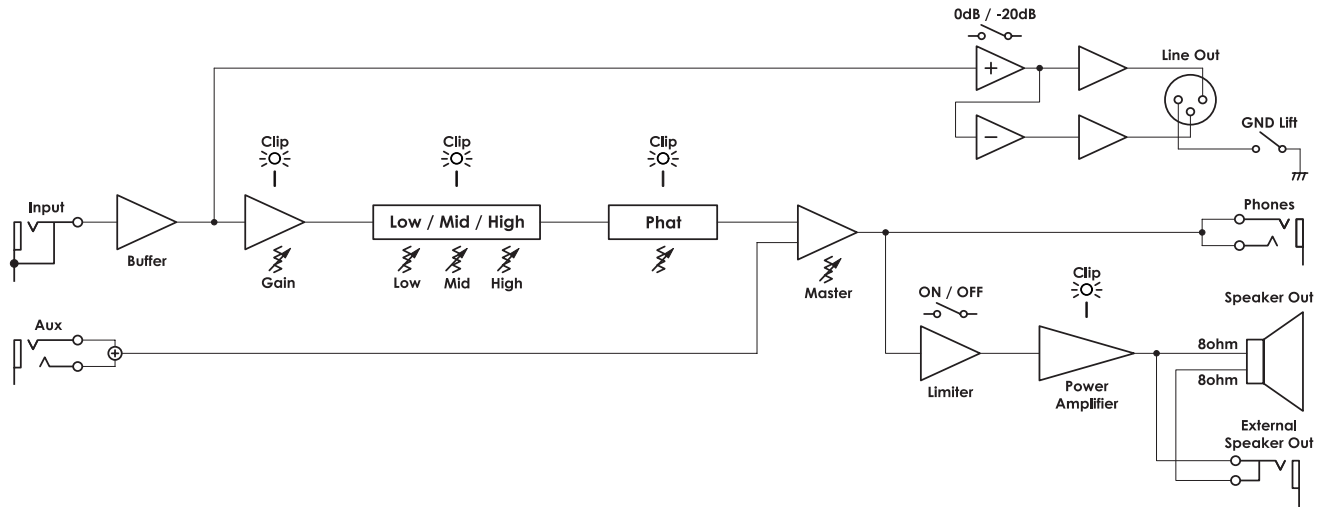 0dB / -20dB
Line Out
GND Lift
Clip
Clip
Clip
Input
Low / Mid / High
Phat
Phones
Buffer
Gain
Low
Mid
High
Master
Clip
ON / OFF
Speaker Out
Aux
8ohm
8ohm
Limiter
Power
Amplifier
External
Speaker Out